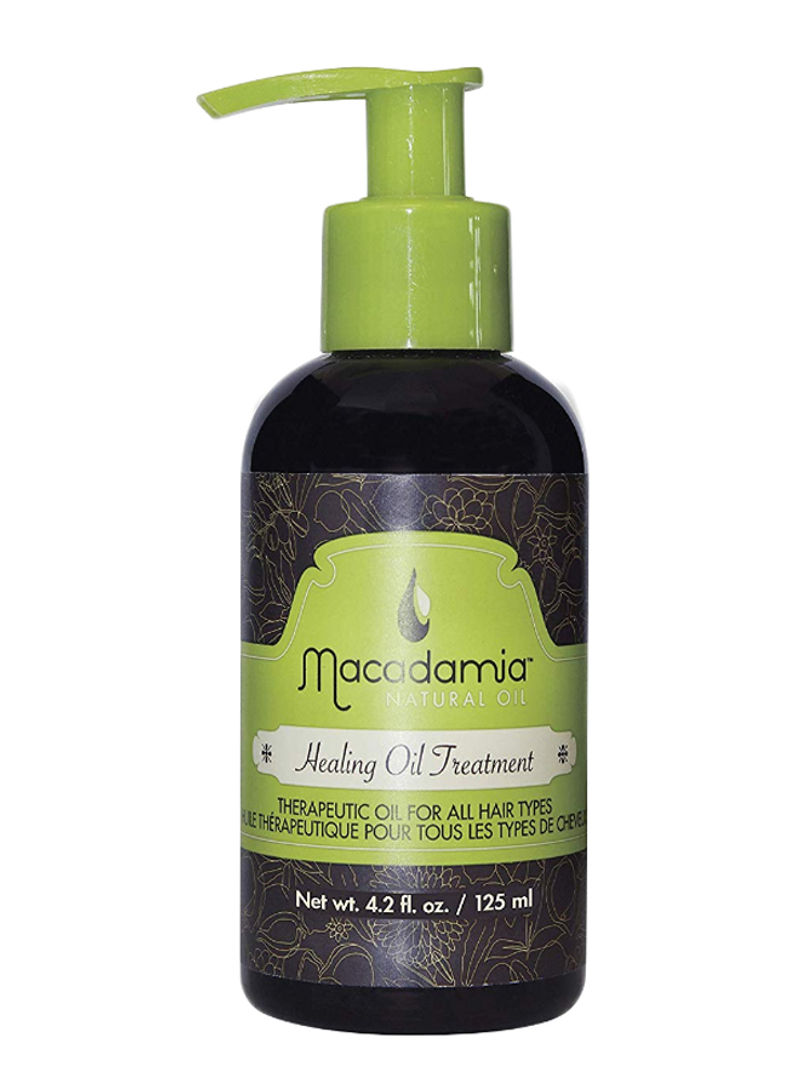 Macadamia™
NATURAL OIL
Healing Oil Treatment
THERAPEUTIC OIL FOR ALL HAIR TYPES
THÉRAPEUTIQUE POUR TOUS LES TYPES DE
Net wt. 4.2 fl. oz. / 125 ml